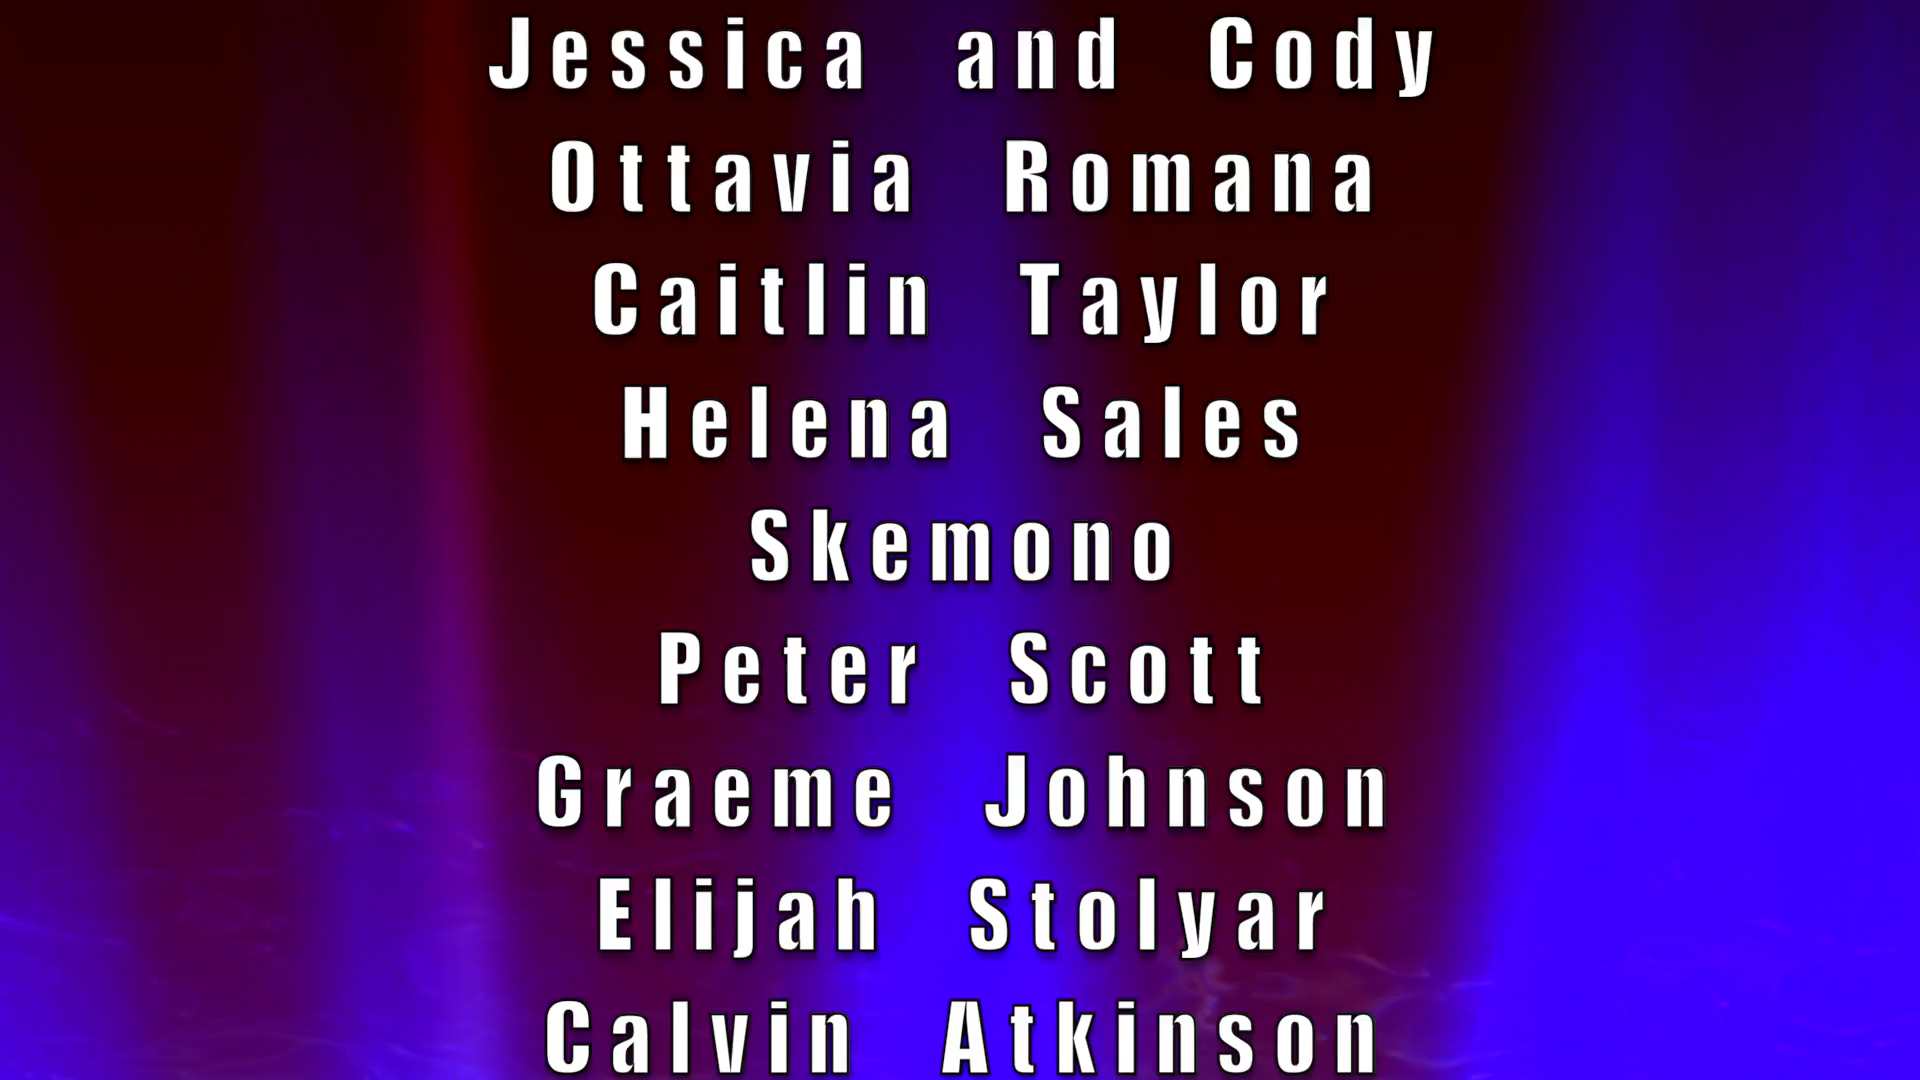 Jessica and Cody
Ottavia Romana
Caitlin Taylor
Helena Sales
Skemono
Peter Scott
Graeme Johnson
Elijah Stolyar
Calvin Atkinson